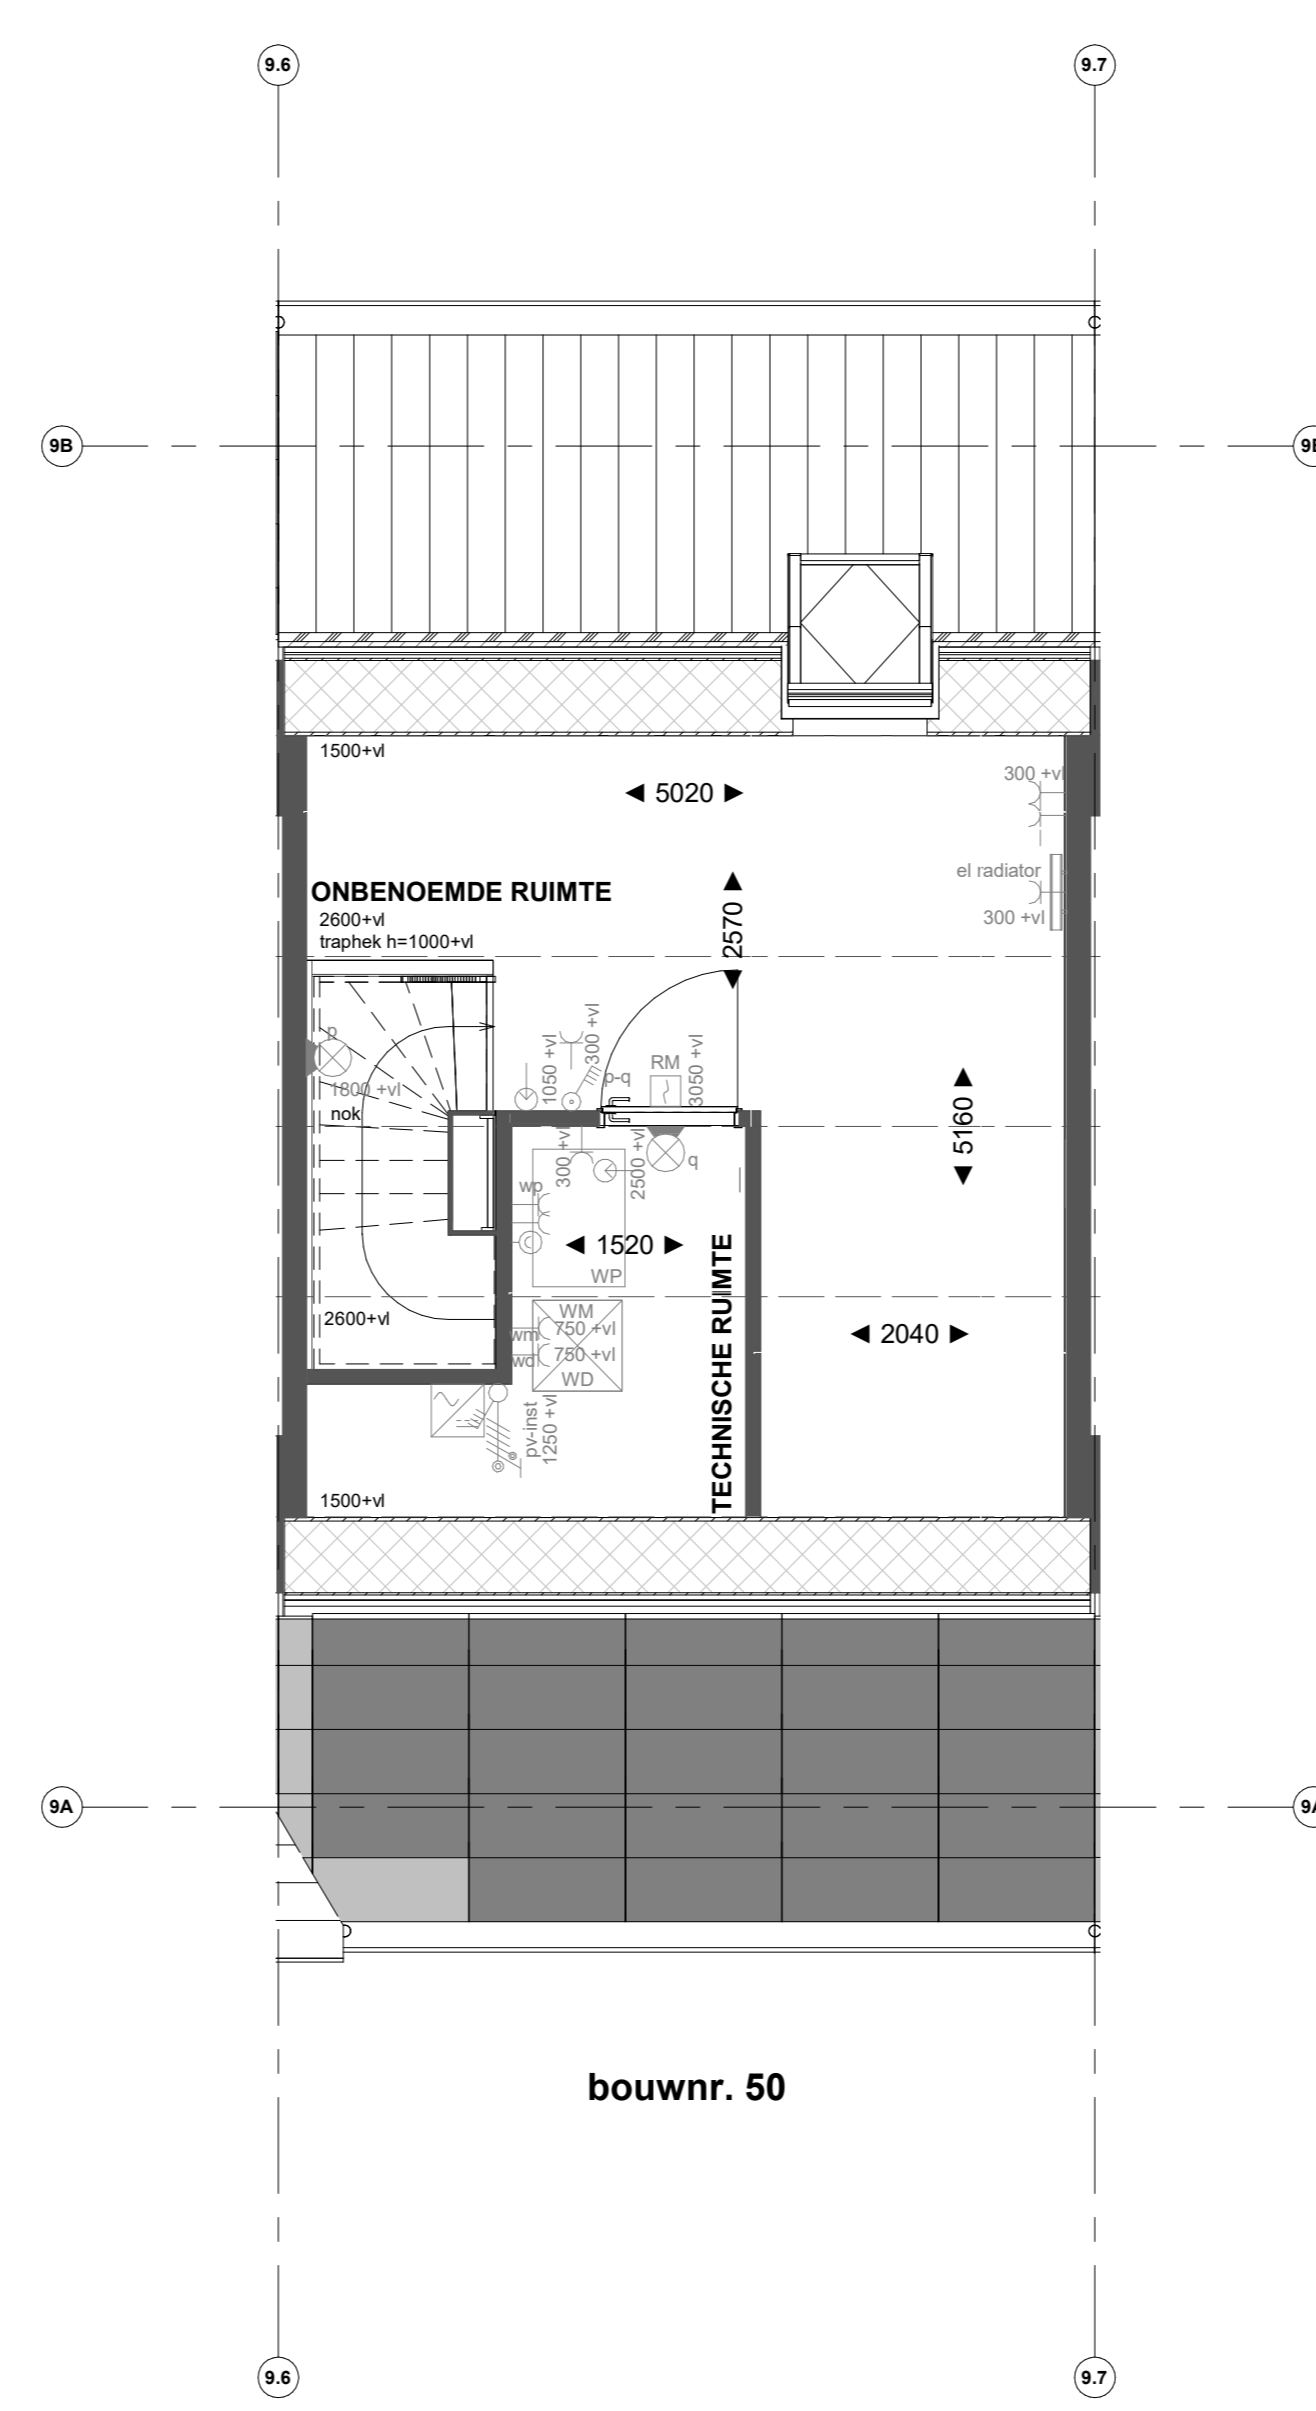 9.6
9.7
9B
9B
1500+vl
5020
300 +vl
el radiator
300 +vl
ONBENOEMDE RUIMTE
2600+vl
traphek h=1000+vl
2570
p
1800 +vl
nok
1050 +vl
300 +vl
p-q
RM
3050 +vl
5160
300 +vl
2500 +vl
q
wp
1520
WP
TECHNISCHE RUIMTE
2600+vl
WM
wm
750 +vl
wd
750 +vl
WD
2040
pv-inst
1250 +vl
1500+vl
9A
9A
bouwnr. 50
9.6
9.7